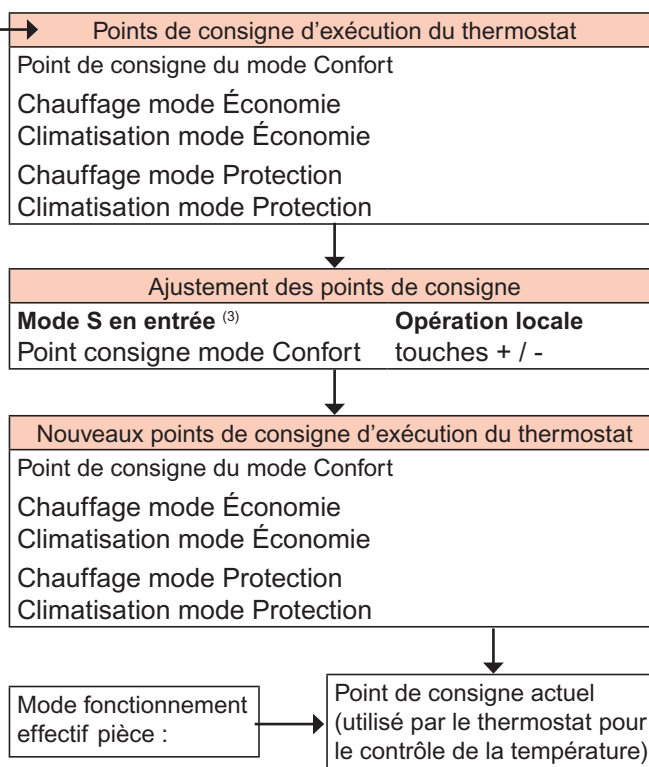 Points de consigne d’exécution du thermostat
Point de consigne du mode Confort
Chauffage mode Économie
Climatisation mode Économie
Chauffage mode Protection
Climatisation mode Protection
Ajustement des points de consigne
Mode S en entrée (3) Opération locale
Point consigne mode Confort touches + / -
Nouveaux points de consigne d’exécution du thermostat
Point de consigne du mode Confort
Chauffage mode Économie
Climatisation mode Économie
Chauffage mode Protection
Climatisation mode Protection
Mode fonctionnement
effectif pièce :
Point de consigne actuel
(utilisé par le thermostat pour
le contrôle de la température)